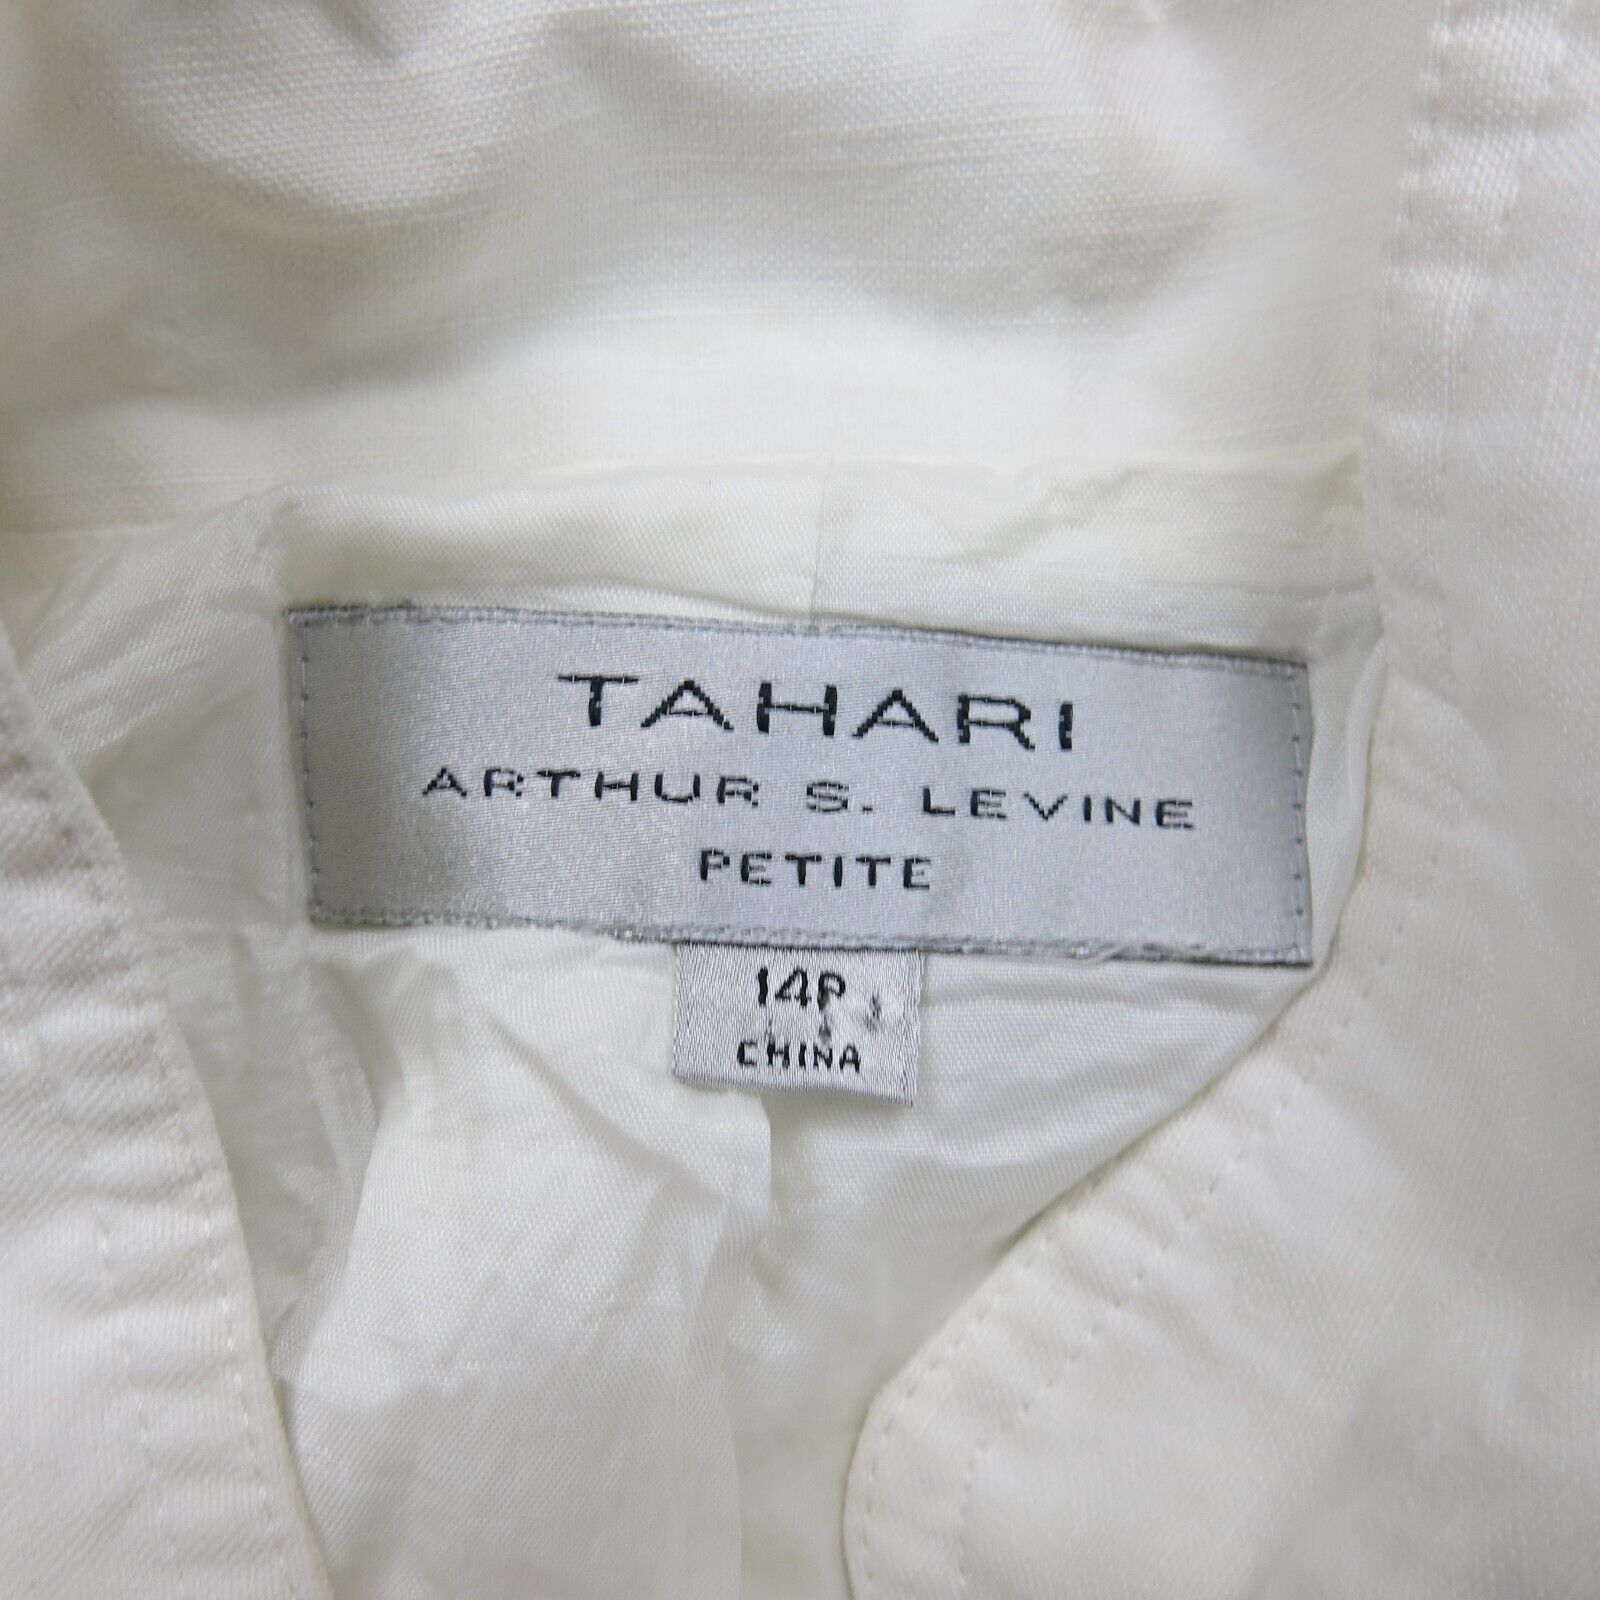 TAHARI
ARTHUR S. LEVINE
PETITE
14P
CHINA